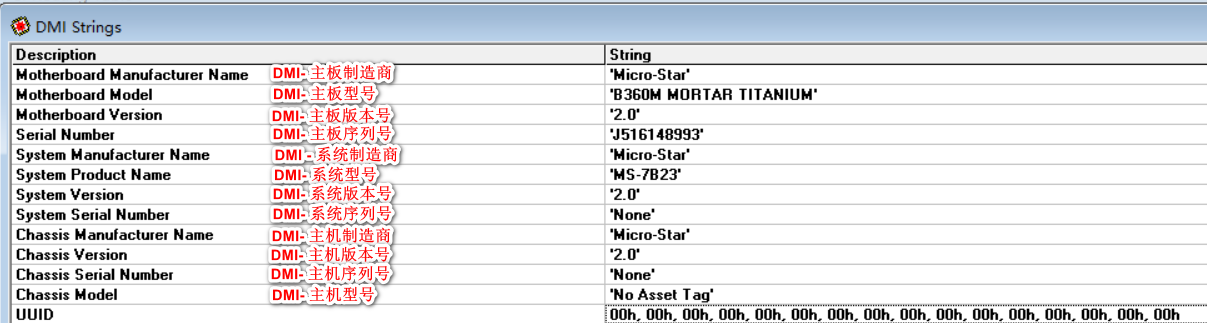 DMI Strings
Description String
Motherboard Manufacturer Name DMI-主板制造商 'Micro-Star'
Motherboard Model DMI-主板型号 'B360M MORTAR TITANIUM'
Motherboard Version DMI-主板版本号 '2.0'
Serial Number DMI-主板序列号 'J516148993'
System Manufacturer Name DMI-系统制造商 'Micro-Star'
System Product Name DMI-系统型号 'MS-7B23'
System Version DMI-系统版本号 '2.0'
System Serial Number DMI-系统序列号 'None'
Chassis Manufacturer Name DMI-主机制造商 'Micro-Star'
Chassis Version DMI-主机版本号 '2.0'
Chassis Serial Number DMI-主机序列号 'None'
Chassis Model DMI-主机型号 'No Asset Tag'
UUID 00h, 00h, 00h, 00h, 00h, 00h, 00h, 00h, 00h, 00h, 00h, 00h, 00h, 00h, 00h, 00h